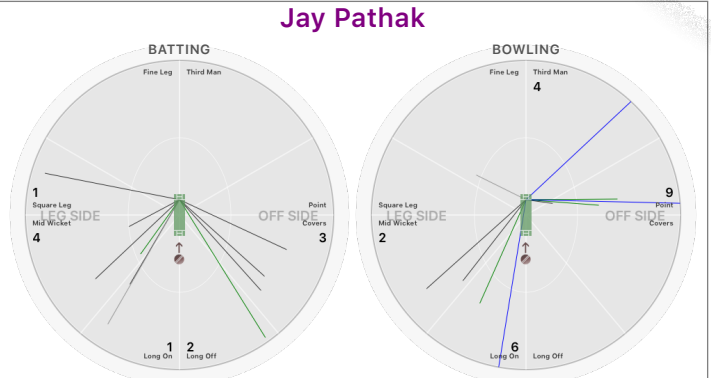 Jay Pathak
BATTING
Fine Leg Third Man
1
Square Leg Point
LEG SIDE OFF SIDE
Mid Wicket Covers
4 3
1 2
Long On Long Off
BOWLING
Fine Leg Third Man
4
9
Square Leg Point
LEG SIDE OFF SIDE
Mid Wicket Covers
2
6
Long On Long Off